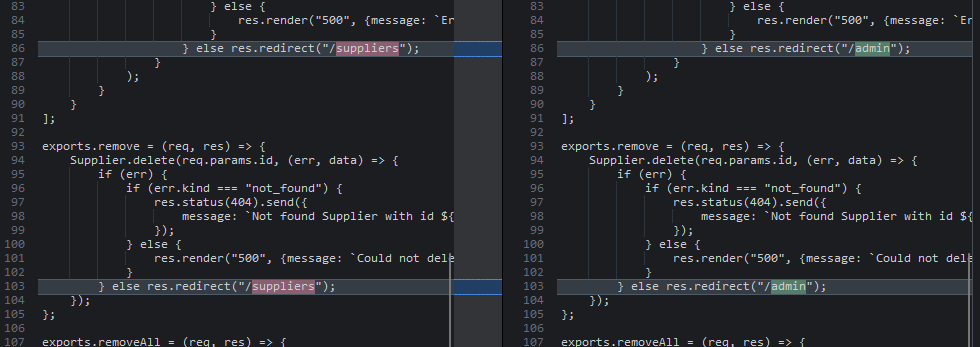 83 } else {
84 res.render("500", {message: `Er
85 }
86 } else res.redirect("/suppliers");
87 }
88 );
89 }
90 }
91 ];
92
93 exports.remove = (req, res) => {
94 Supplier.delete(req.params.id, (err, data) => {
95 if (err) {
96 if (err.kind === "not_found") {
97 res.status(404).send({
98 message: `Not found Supplier with id ${
99 });
100 } else {
101 res.render("500", {message: `Could not dele
102 }
103 } else res.redirect("/suppliers");
104 });
105 };
106
107 exports.removeAll = (req, res) => {
83 } else {
84 res.render("500", {message: `E
85 }
86 } else res.redirect("/admin");
87 }
88 );
89 }
90 }
91 ];
92
93 exports.remove = (req, res) => {
94 Supplier.delete(req.params.id, (err, data) => {
95 if (err) {
96 if (err.kind === "not_found") {
97 res.status(404).send({
98 message: `Not found Supplier with id $
99 });
100 } else {
101 res.render("500", {message: `Could not del
102 }
103 } else res.redirect("/admin");
104 });
105 };
106
107 exports.removeAll = (req, res) => {